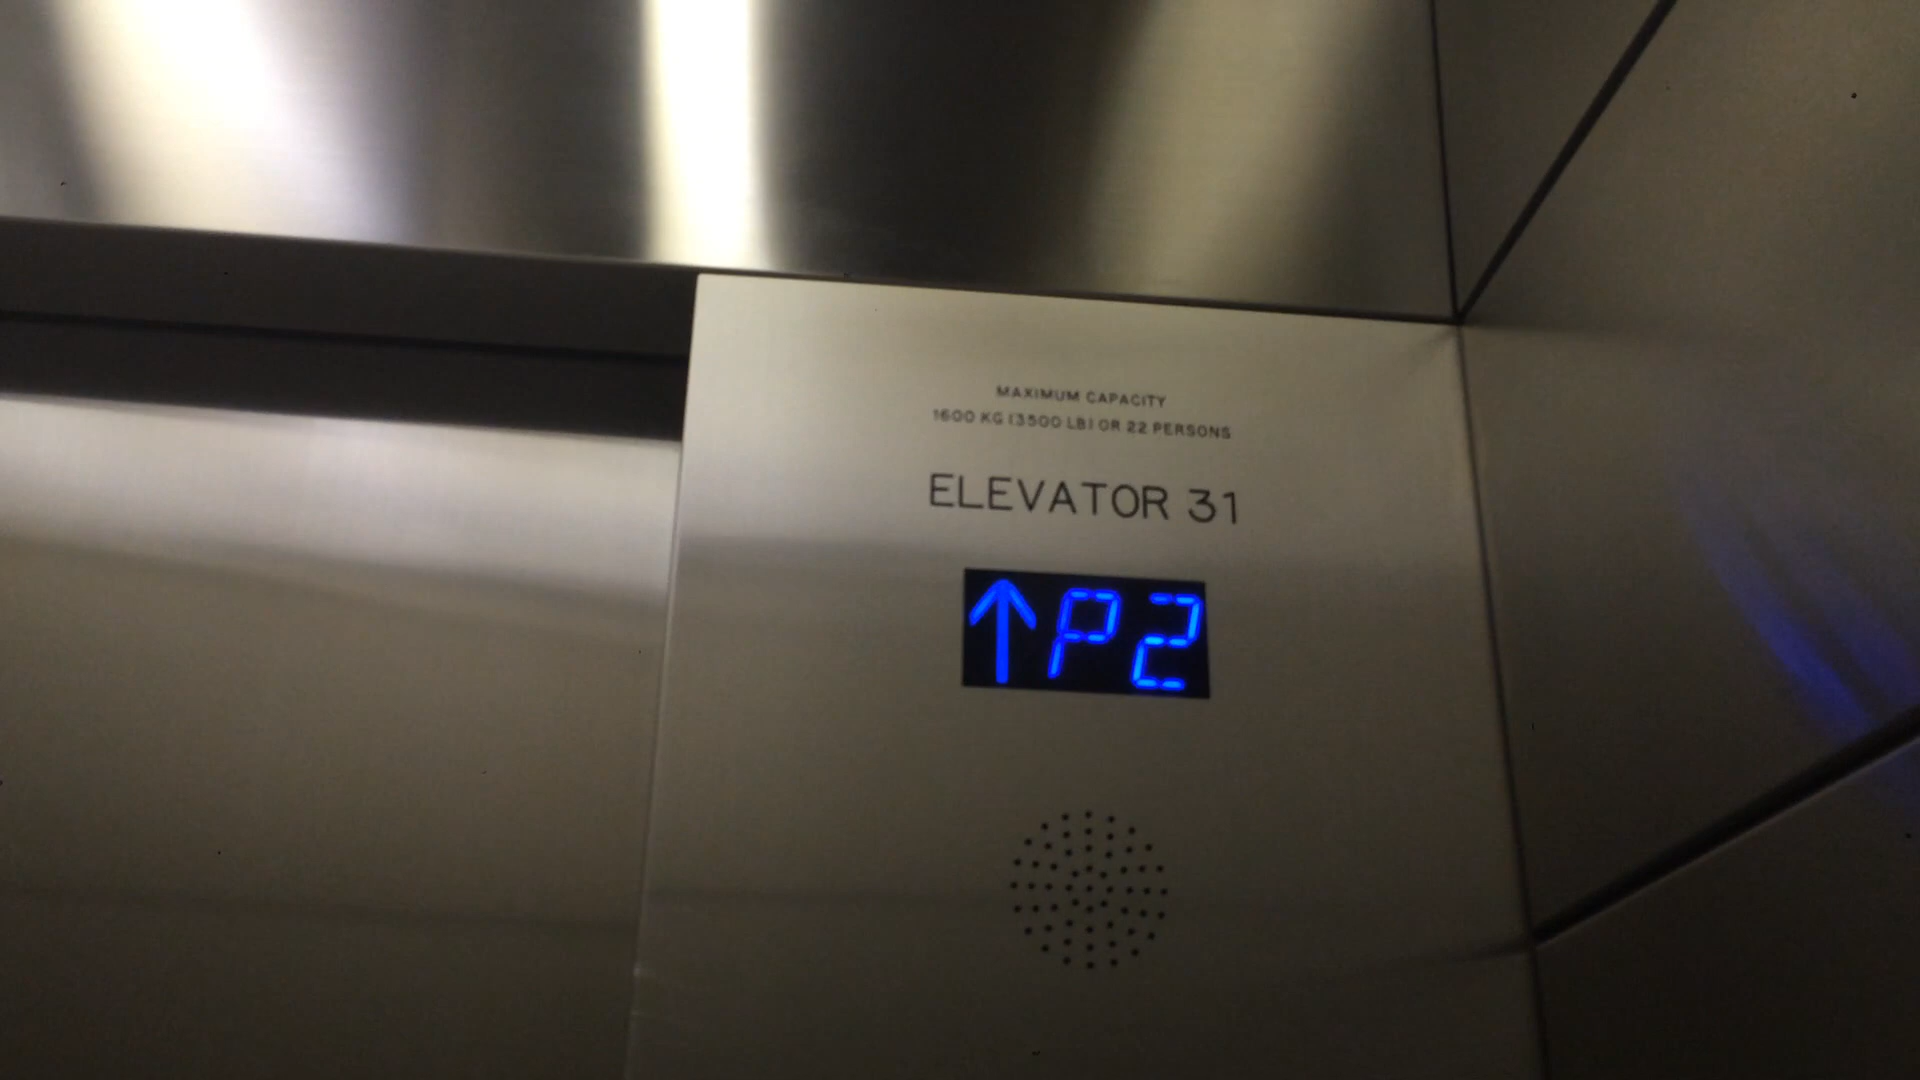 MAXIMUM CAPACITY
1600 KG (3500 LB) OR 22 PERSONS
ELEVATOR 31
↑P2